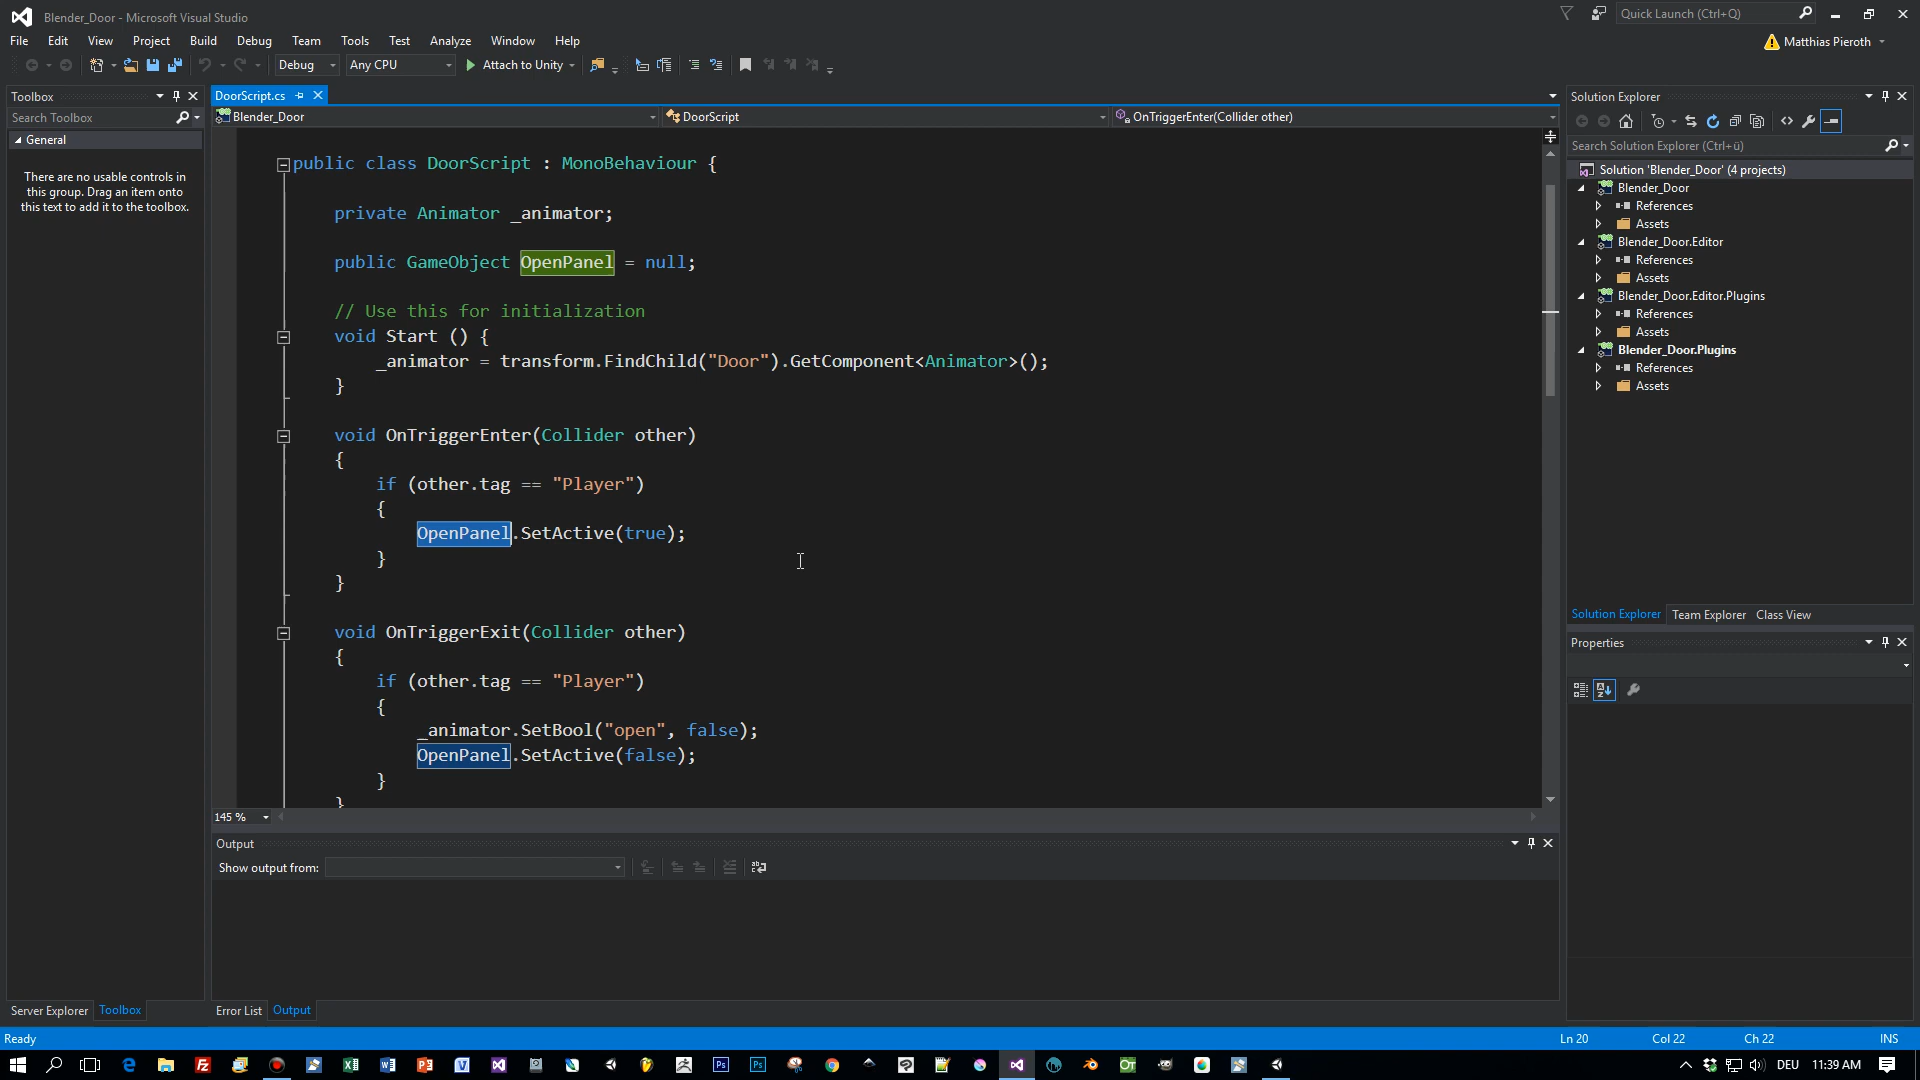 Blender_Door - Microsoft Visual Studio
Quick Launch (Ctrl+Q)
File Edit View Project Build Debug Team Tools Test Analyze Window Help
Matthias Pieroth
Debug Any CPU Attach to Unity
Toolbox
Search Toolbox
General
There are no usable controls in
this group. Drag an item onto
this text to add it to the toolbox.
DoorScript.cs
Blender_Door DoorScript OnTriggerEnter(Collider other)
public class DoorScript : MonoBehaviour {
private Animator _animator;
public GameObject OpenPanel = null;
// Use this for initialization
void Start () {
_animator = transform.FindChild("Door").GetComponent<Animator>();
}
void OnTriggerEnter(Collider other)
{
if (other.tag == "Player")
{
OpenPanel.SetActive(true);
}
}
void OnTriggerExit(Collider other)
{
if (other.tag == "Player")
{
_animator.SetBool("open", false);
OpenPanel.SetActive(false);
}
}
145 %
Output
Show output from:
Error List Output
Server Explorer Toolbox
Solution Explorer
Search Solution Explorer (Ctrl+ü)
Solution 'Blender_Door' (4 projects)
Blender_Door
References
Assets
Blender_Door.Editor
References
Assets
Blender_Door.Editor.Plugins
References
Assets
Blender_Door.Plugins
References
Assets
Solution Explorer Team Explorer Class View
Properties
Ready
Ln 20 Col 22 Ch 22 INS
DEU 11:39 AM